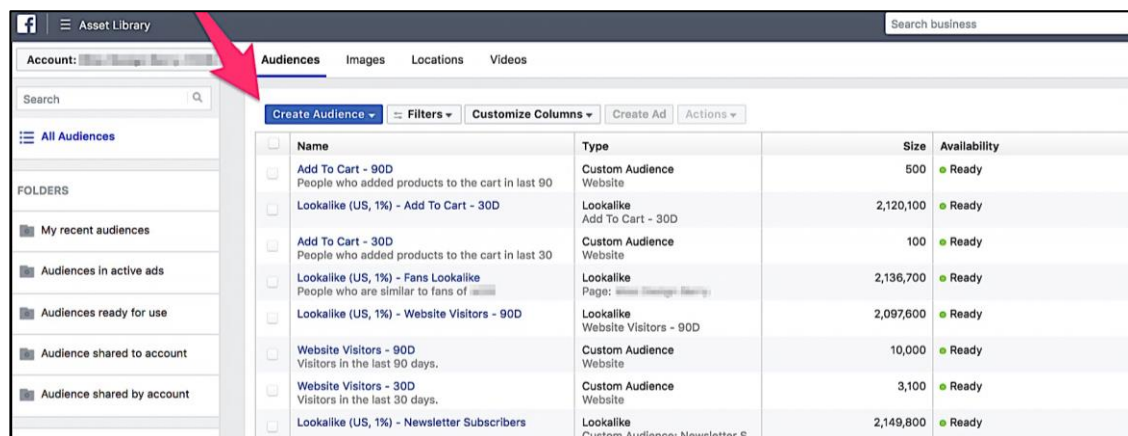 Asset Library
Search business
Account:
Audiences Images Locations Videos
Search
Create Audience Filters Customize Columns Create Ad Actions
All Audiences
Name Type Size Availability
Add To Cart - 90D Custom Audience 500 Ready
People who added products to the cart in last 90 Website
FOLDERS
Lookalike (US, 1%) - Add To Cart - 30D Lookalike 2,120,100 Ready
Add To Cart - 30D
My recent audiences
Add To Cart - 30D Custom Audience 100 Ready
People who added products to the cart in last 30 Website
Audiences in active ads
Lookalike (US, 1%) - Fans Lookalike Lookalike 2,136,700 Ready
People who are similar to fans of Page:
Audiences ready for use
Lookalike (US, 1%) - Website Visitors - 90D Lookalike 2,097,600 Ready
Website Visitors - 90D
Audience shared to account
Website Visitors - 90D Custom Audience 10,000 Ready
Visitors in the last 90 days. Website
Audience shared by account
Website Visitors - 30D Custom Audience 3,100 Ready
Visitors in the last 30 days. Website
Lookalike (US, 1%) - Newsletter Subscribers Lookalike 2,149,800 Ready
Custom Audience: Newsletter S